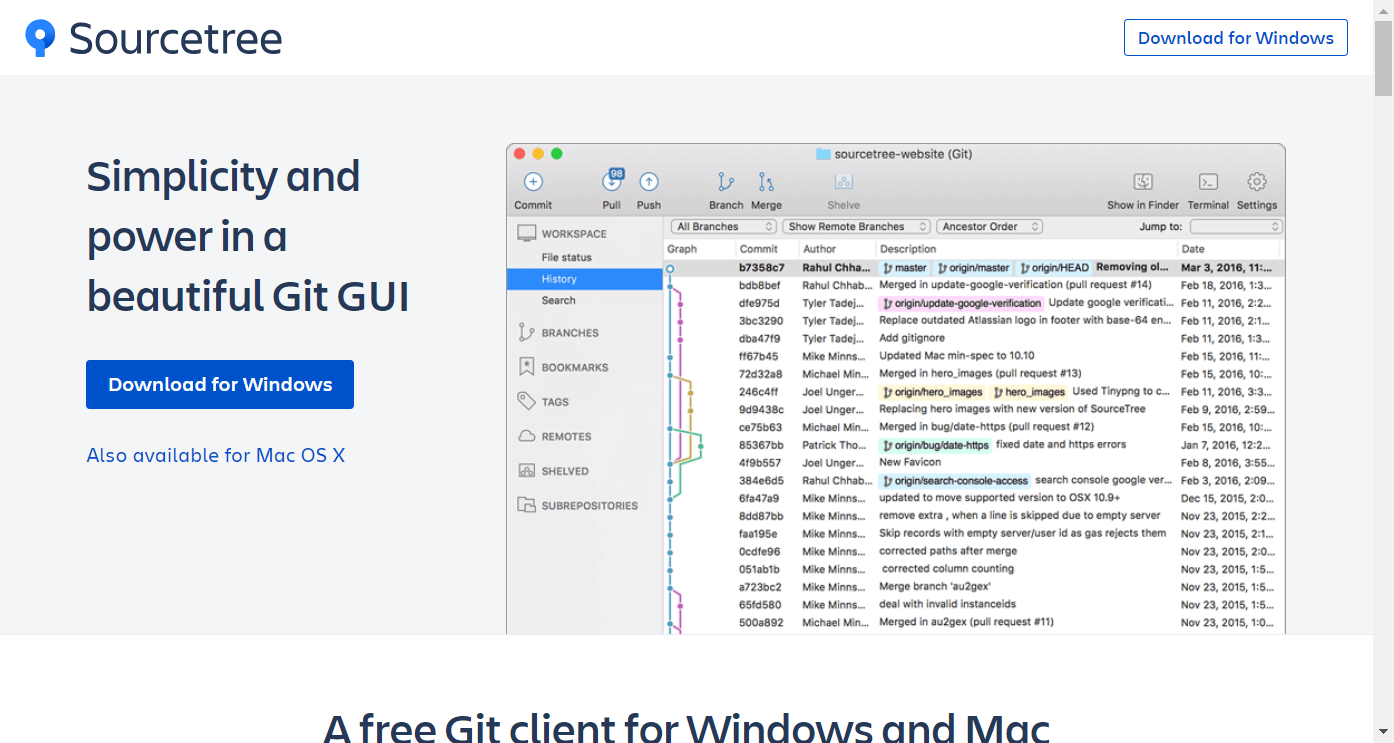 Sourcetree
Download for Windows
Simplicity and
power in a
beautiful Git GUI
Download for Windows
Also available for Mac OS X
sourcetree-website (Git)
98
Commit Pull Push Branch Merge Shelve Show in Finder Terminal Settings
All Branches Show Remote Branches Ancestor Order Jump to:
WORKSPACE
File status
History
Search
BRANCHES
BOOKMARKS
TAGS
REMOTES
SHELVED
SUBREPOSITORIES
Graph Commit Author Description Date
b7358c7 Rahul Chha... master origin/master origin/HEAD Removing ol... Mar 3, 2016, 11:...
bdb8bef Rahul Chhab... Merged in update-google-verification (pull request #14) Feb 18, 2016, 1:3...
dfe975d Tyler Tadej... origin/update-google-verification Update google verificati... Feb 11, 2016, 2:2...
3bc3290 Tyler Tadej... Replace outdated Atlassian logo in footer with base-64 en... Feb 11, 2016, 2:1...
dba47f9 Tyler Tadej... Add gitignore Feb 11, 2016, 1:3...
ff67b45 Mike Minns... Updated Mac min-spec to 10.10 Feb 15, 2016, 11:...
72d32a8 Michael Min... Merged in hero_images (pull request #13) Feb 15, 2016, 10:...
246c4ff Joel Unger... origin/hero_images hero_images Used Tinypng to c... Feb 11, 2016, 3:3...
9d9438c Joel Unger... Replacing hero images with new version of SourceTree Feb 9, 2016, 2:59...
ce75b63 Michael Min... Merged in bug/date-https (pull request #12) Feb 15, 2016, 10:...
85367bb Patrick Tho... origin/bug/date-https fixed date and https errors Jan 7, 2016, 12:2...
4f9b557 Joel Unger... New Favicon Feb 8, 2016, 3:55...
384e6d5 Rahul Chhab... origin/search-console-access search console google ver... Feb 3, 2016, 2:09...
6fa47a9 Mike Minns... updated to move supported version to OSX 10.9+ Dec 15, 2015, 2:0...
8dd87bb Mike Minns... remove extra , when a line is skipped due to empty server Nov 23, 2015, 2:2...
faa195e Mike Minns... Skip records with empty server/user id as gas rejects them Nov 23, 2015, 2:1...
0cdfe96 Mike Minns... corrected paths after merge Nov 23, 2015, 2:0...
051ab1b Mike Minns... corrected column counting Nov 23, 2015, 1:5...
a723bc2 Mike Minns... Merge branch 'au2gex' Nov 23, 2015, 1:5...
65fd580 Mike Minns... deal with invalid instanceids Nov 23, 2015, 1:5...
500a892 Michael Min... Merged in au2gex (pull request #11) Nov 23, 2015, 1:0...
A free Git client for Windows and Mac